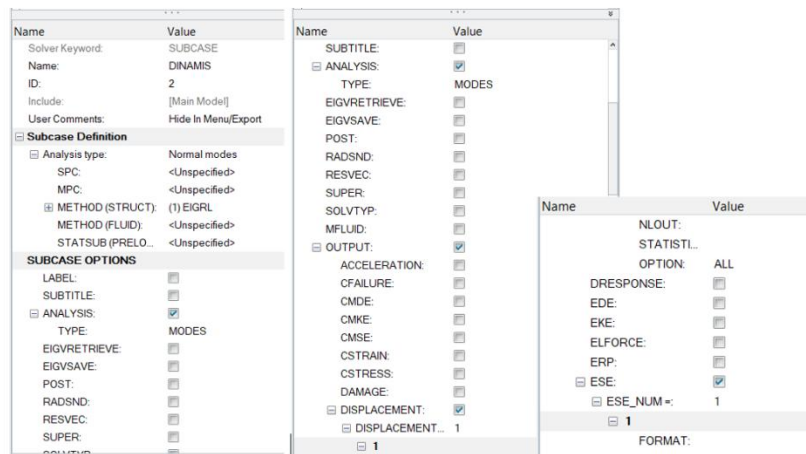 Name Value
Solver Keyword: SUBCASE
Name: DINAMIS
ID: 2
Include: [Main Model]
User Comments: Hide In Menu/Export
Subcase Definition
Analysis type: Normal modes
SPC: <Unspecified>
MPC: <Unspecified>
METHOD (STRUCT): (1) EIGRL
METHOD (FLUID): <Unspecified>
STATSUB (PRELO... <Unspecified>
SUBCASE OPTIONS
LABEL:
SUBTITLE:
ANALYSIS:
TYPE: MODES
EIGVRETRIEVE:
EIGVSAVE:
POST:
RADSND:
RESVEC:
SUPER:
Name Value
SUBTITLE:
ANALYSIS:
TYPE: MODES
EIGVRETRIEVE:
EIGVSAVE:
POST:
RADSND:
RESVEC:
SUPER:
SOLVTYP:
MFLUID:
OUTPUT:
ACCELERATION:
CFAILURE:
CMDE:
CMKE:
CMSE:
CSTRAIN:
CSTRESS:
DAMAGE:
DISPLACEMENT:
DISPLACEMENT... 1
1
Name Value
NLOUT:
STATISTI...
OPTION: ALL
DRESPONSE:
EDE:
EKE:
ELFORCE:
ERP:
ESE:
ESE_NUM =: 1
1
FORMAT: